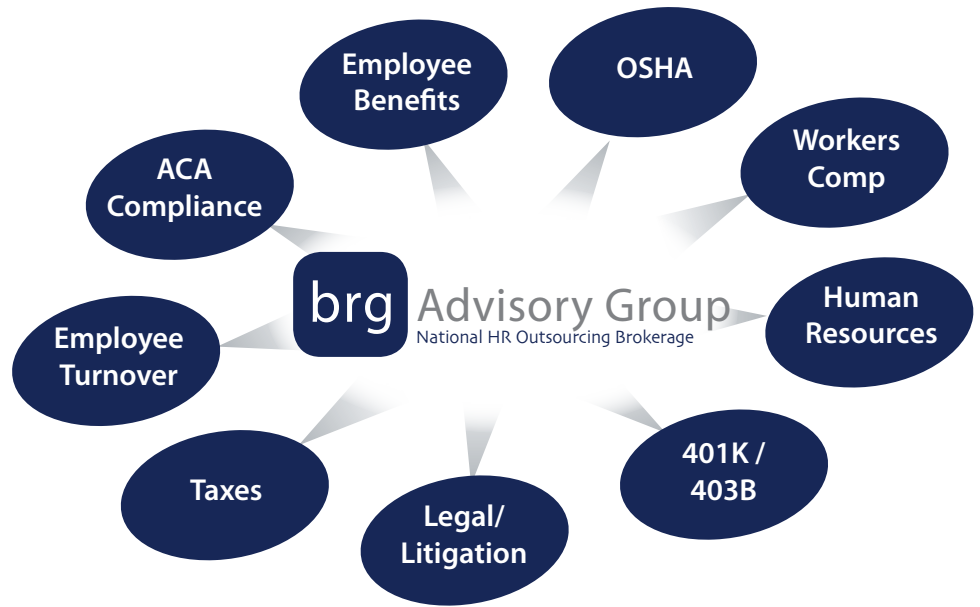 Employee
Benefits
OSHA
Workers
Comp
ACA
Compliance
brg Advisory Group
National HR Outsourcing Brokerage
Human
Resources
Employee
Turnover
401K /
403B
Taxes
Legal/
Litigation